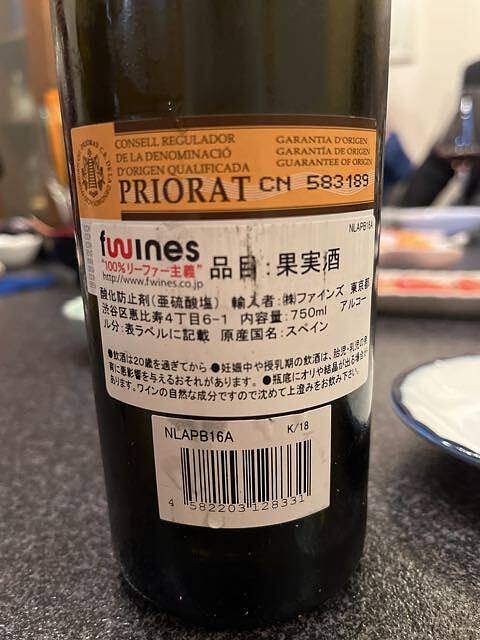 CONSELL REGULADOR
DE LA DENOMINACIÓ
D'ORIGEN QUALIFICADA
PRIORAT
GARANTIA D'ORIGEN
GARANTÍA DE ORIGEN
GUARANTEE OF ORIGIN
CN 583189
NLAPB16A
fwines
"100%リーファー主義"
http://www.fwines.co.jp
品目:果実酒
酸化防止剤(亜硫酸塩) 輸入者:㈱ファインズ 東京都
渋谷区恵比寿4丁目6-1 内容量:750ml アルコー
ル分:表ラベルに記載 原産国名:スペイン
●飲酒は20歳を過ぎてから ●妊娠中や授乳期の飲酒は、胎児・乳児の発
育に悪影響を与えるおそれがあります。 ●瓶底にオリや結晶が出る場合が
あります。ワインの自然な成分ですので沈めて上澄みをお飲み下さい。
NLAPB16A K/18
4 582203 128331